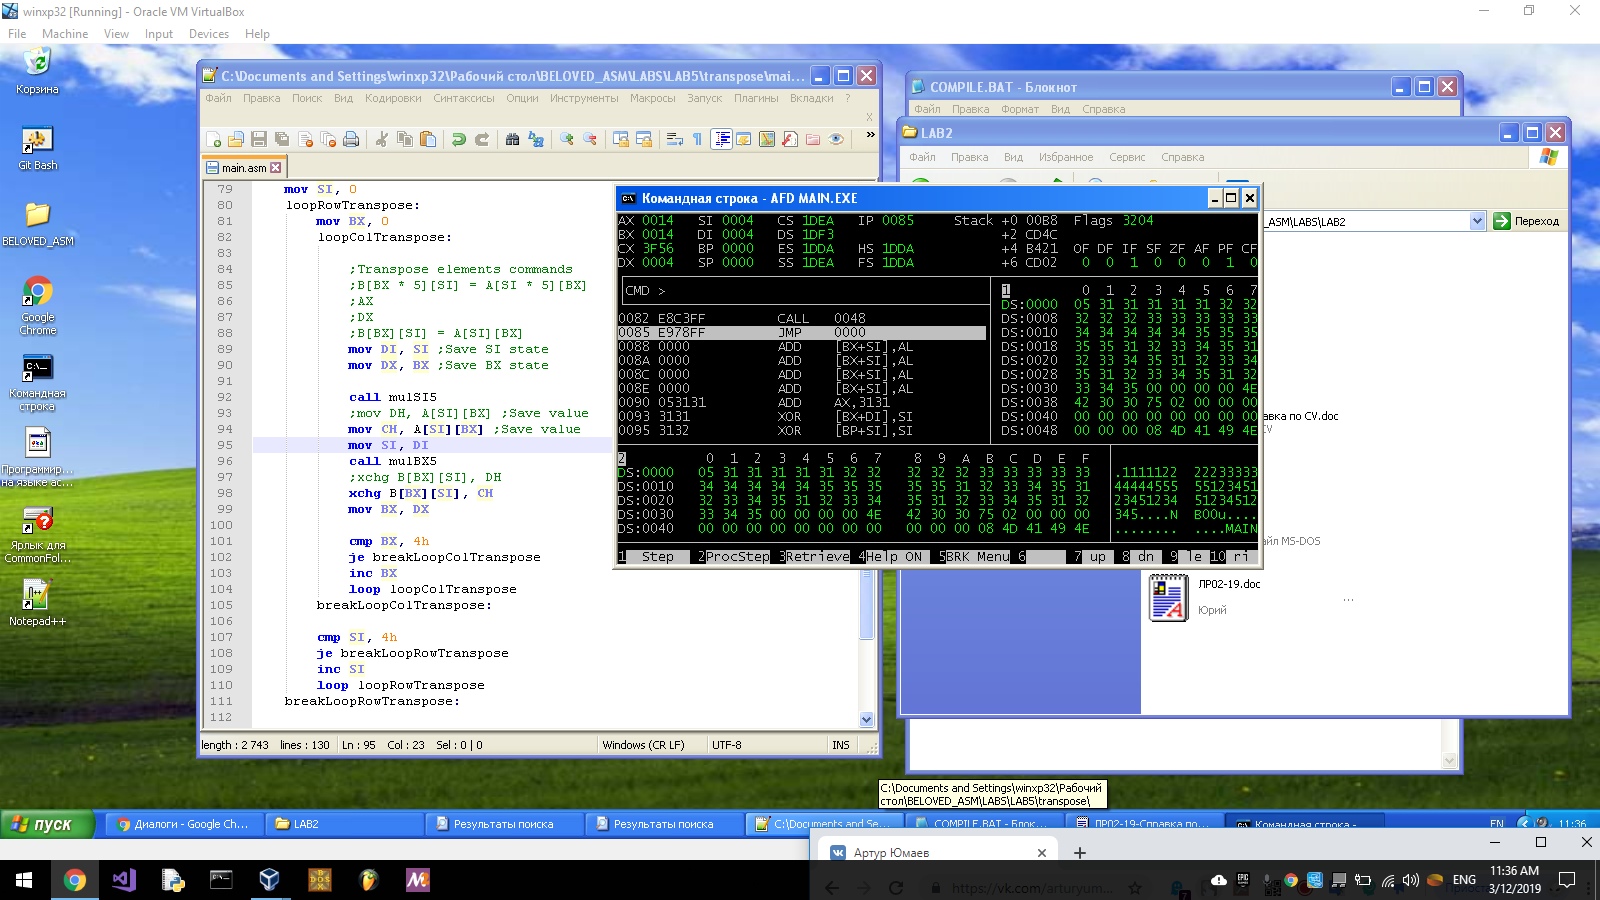 winxp32 [Running] - Oracle VM VirtualBox
File Machine View Input Devices Help
Корзина
Git Bash
BELOVED_ASM
Google Chrome
Командная строка
Программир... на языке ас...
Ярлык для CommonFol...
Notepad++
C:\Documents and Settings\winxp32\Рабочий стол\BELOVED_ASM\LABS\LAB5\transpose\mai...
Файл Правка Поиск Вид Кодировки Синтаксисы Опции Инструменты Макросы Запуск Плагины Вкладки ?
X
main.asm
79 mov SI, 0
80 loopRowTranspose:
81 mov BX, 0
82 loopColTranspose:
83
84 ;Transpose elements commands
85 ;B[BX * 5][SI] = A[SI * 5][BX]
86 ;AX
87 ;DX
88 ;B[BX][SI] = A[SI][BX]
89 mov DI, SI ;Save SI state
90 mov DX, BX ;Save BX state
91
92 call mulSI5
93 ;mov DH, A[SI][BX] ;Save value
94 mov CH, A[SI][BX] ;Save value
95 mov SI, DI
96 call mulBX5
97 ;xchg B[BX][SI], DH
98 xchg B[BX][SI], CH
99 mov BX, DX
100
101 cmp BX, 4h
102 je breakLoopColTranspose
103 inc BX
104 loop loopColTranspose
105 breakLoopColTranspose:
106
107 cmp SI, 4h
108 je breakLoopRowTranspose
109 inc SI
110 loop loopRowTranspose
111 breakLoopRowTranspose:
112
length : 2 743 lines : 130 Ln : 95 Col : 23 Sel : 0 | 0 Windows (CR LF) UTF-8 INS
COMPILE.BAT - Блокнот
Файл Правка Формат Вид Справка
LAB2
Файл Правка Вид Избранное Сервис Справка
_ASM\LABS\LAB2 Переход
авка по CV.doc
CV
айл MS-DOS
ЛР02-19.doc
...
Юрий
Командная строка - AFD MAIN.EXE
AX 0014 SI 0004 CS 1DEA IP 0085 Stack +0 00B8 Flags 3204
BX 0014 DI 0004 DS 1DF3 +2 CD4C
CX 3F56 BP 0000 ES 1DDA HS 1DDA +4 B421 OF DF IF SF ZF AF PF CF
DX 0004 SP 0000 SS 1DEA FS 1DDA +6 CD02 0 0 1 0 0 0 1 0
CMD >
0082 E8C3FF CALL 0048
0085 E978FF JMP 0000
0088 0000 ADD [BX+SI],AL
008A 0000 ADD [BX+SI],AL
008C 0000 ADD [BX+SI],AL
008E 0000 ADD [BX+SI],AL
0090 053131 ADD AX,3131
0093 3131 XOR [BX+DI],SI
0095 3132 XOR [BP+SI],SI
1 0 1 2 3 4 5 6 7
DS:0000 05 31 31 31 31 31 32 32
DS:0008 32 32 32 33 33 33 33 33
DS:0010 34 34 34 34 34 35 35 35
DS:0018 35 35 31 32 33 34 35 31
DS:0020 32 33 34 35 31 32 33 34
DS:0028 35 31 32 33 34 35 31 32
DS:0030 33 34 35 00 00 00 00 4E
DS:0038 42 30 30 75 02 00 00 00
DS:0040 00 00 00 00 00 00 00 00
DS:0048 00 00 00 08 4D 41 49 4E
2 0 1 2 3 4 5 6 7 8 9 A B C D E F
DS:0000 05 31 31 31 31 31 32 32 32 32 32 33 33 33 33 33 .1111122 22233333
DS:0010 34 34 34 34 34 35 35 35 35 35 31 32 33 34 35 31 44444555 55123451
DS:0020 32 33 34 35 31 32 33 34 35 31 32 33 34 35 31 32 23451234 51234512
DS:0030 33 34 35 00 00 00 00 4E 42 30 30 75 02 00 00 00 345....N B00u....
DS:0040 00 00 00 00 00 00 00 00 00 00 00 08 4D 41 49 4E ........ ....MAIN
1 Step 2ProcStep 3Retrieve 4Help ON 5BRK Menu 6 7 up 8 dn 9 le 10 ri
C:\Documents and Settings\winxp32\Рабочий
стол\BELOVED_ASM\LABS\LAB5\transpose\
пуск Диалоги - Google Ch... LAB2 Результаты поиска Результаты поиска C:\Documents and Se... COMPILE.BAT - Блок... ЛР02-19-Справка по... Командная строка - ... EN 11:36
Артур Юмаев
https://vk.com/arturyum...
ENG
11:36 AM
3/12/2019